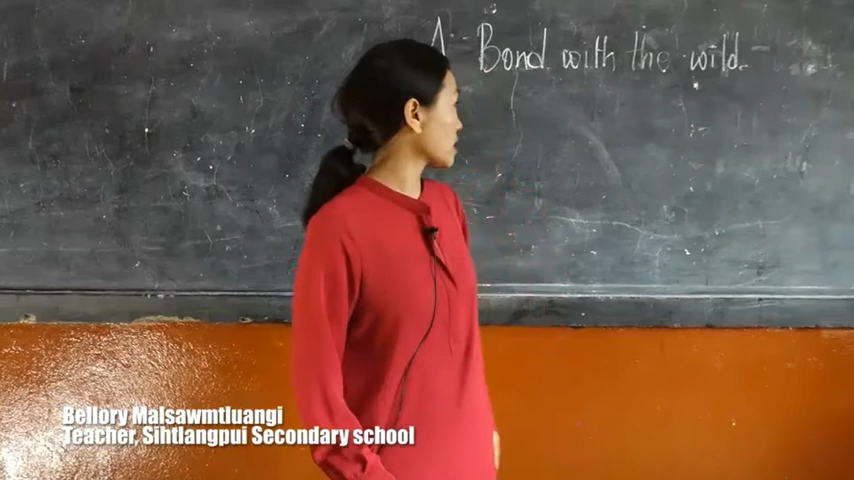 A Bond with the wild -
Bellory Malsawmtluangi
Teacher, Sihtlangpui Secondary school